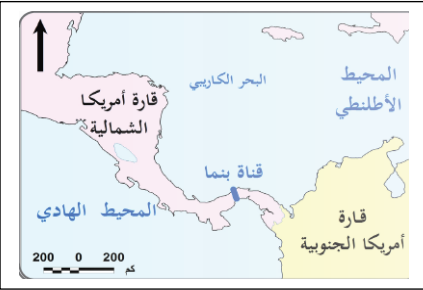 المحيط
الأطلنطي
البحر الكاريبي
قارة أمريكا
الشمالية
قناة بنما
المحيط الهادي
قارة
أمريكا الجنوبية
200 0 200
كم